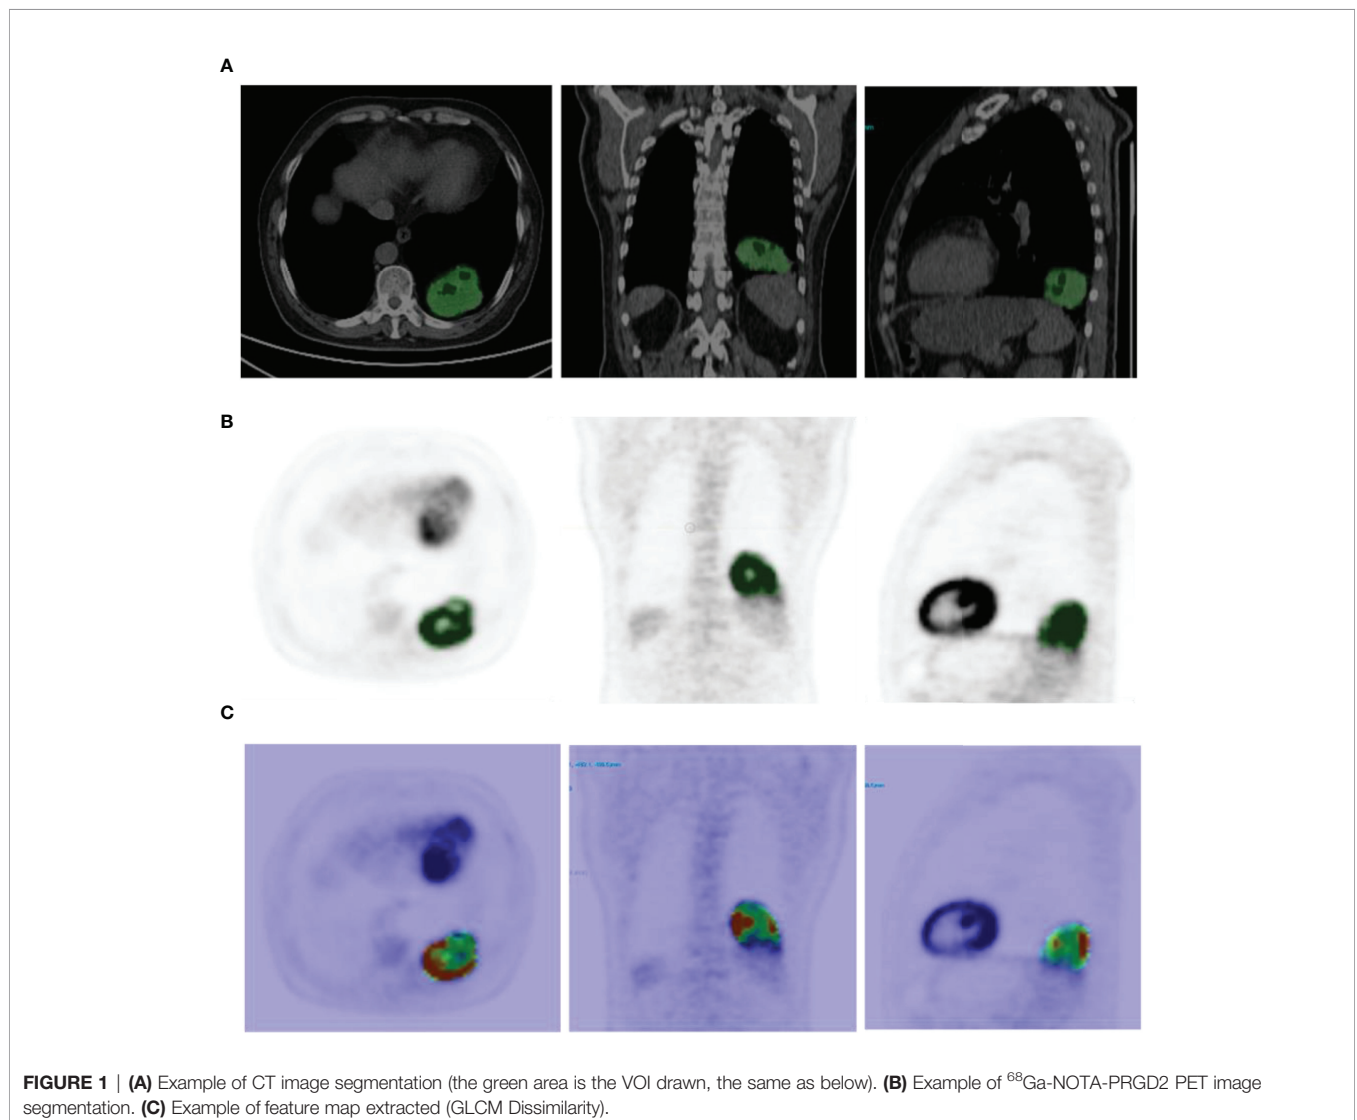 A
B
C
FIGURE 1 | (A) Example of CT image segmentation (the green area is the VOI drawn, the same as below). (B) Example of ⁶⁸Ga-NOTA-PRGD2 PET image
segmentation. (C) Example of feature map extracted (GLCM Dissimilarity).